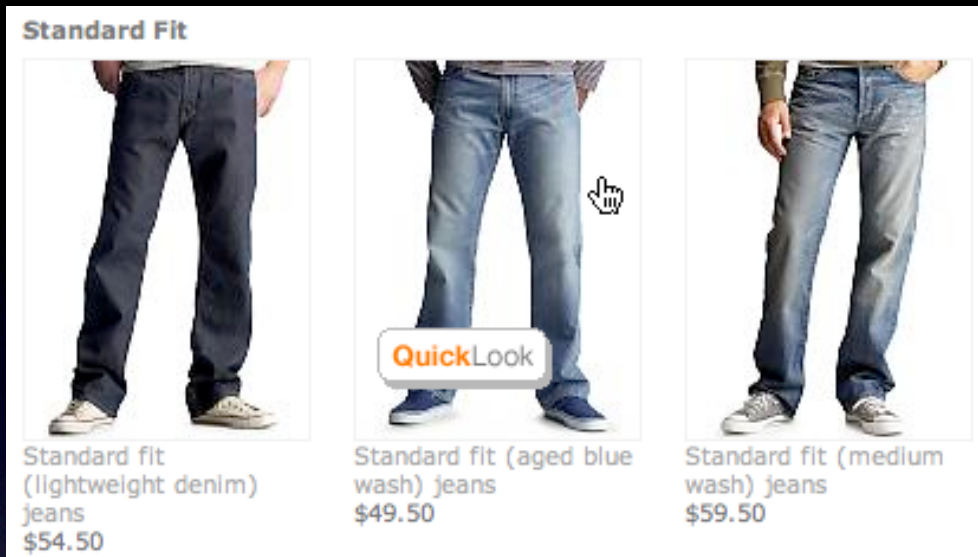 Standard Fit
QuickLook
Standard fit
(lightweight denim)
jeans
$54.50
Standard fit (aged blue
wash) jeans
$49.50
Standard fit (medium
wash) jeans
$59.50